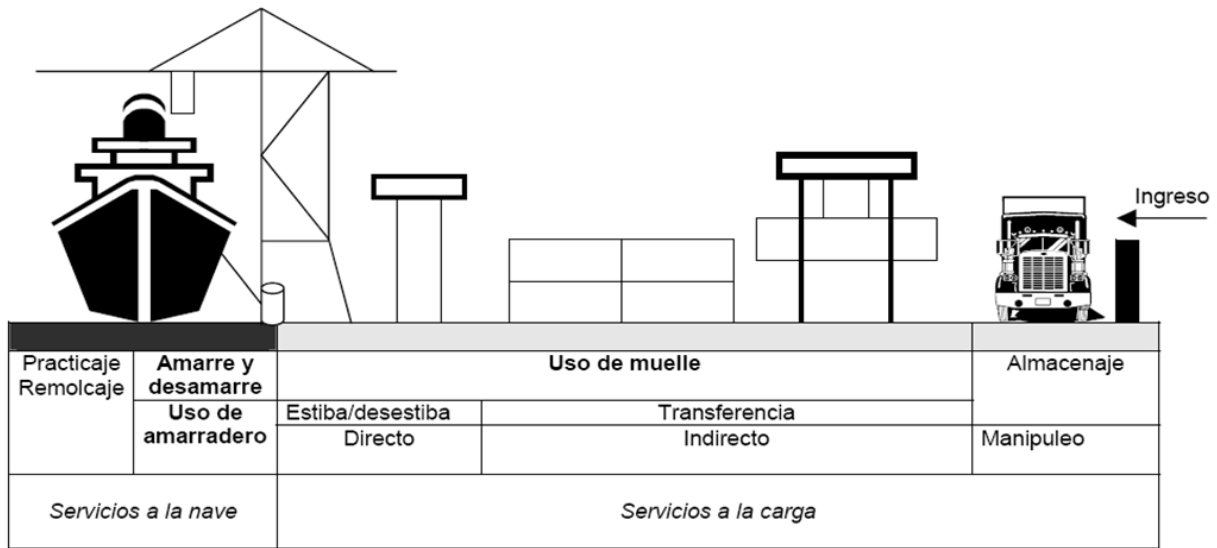 Ingreso
Practicaje
Remolcaje
Amarre y
desamarre
Uso de muelle
Almacenaje
Uso de
amarradero
Estiba/desestiba
Transferencia
Directo
Indirecto
Manipuleo
Servicios a la nave
Servicios a la carga